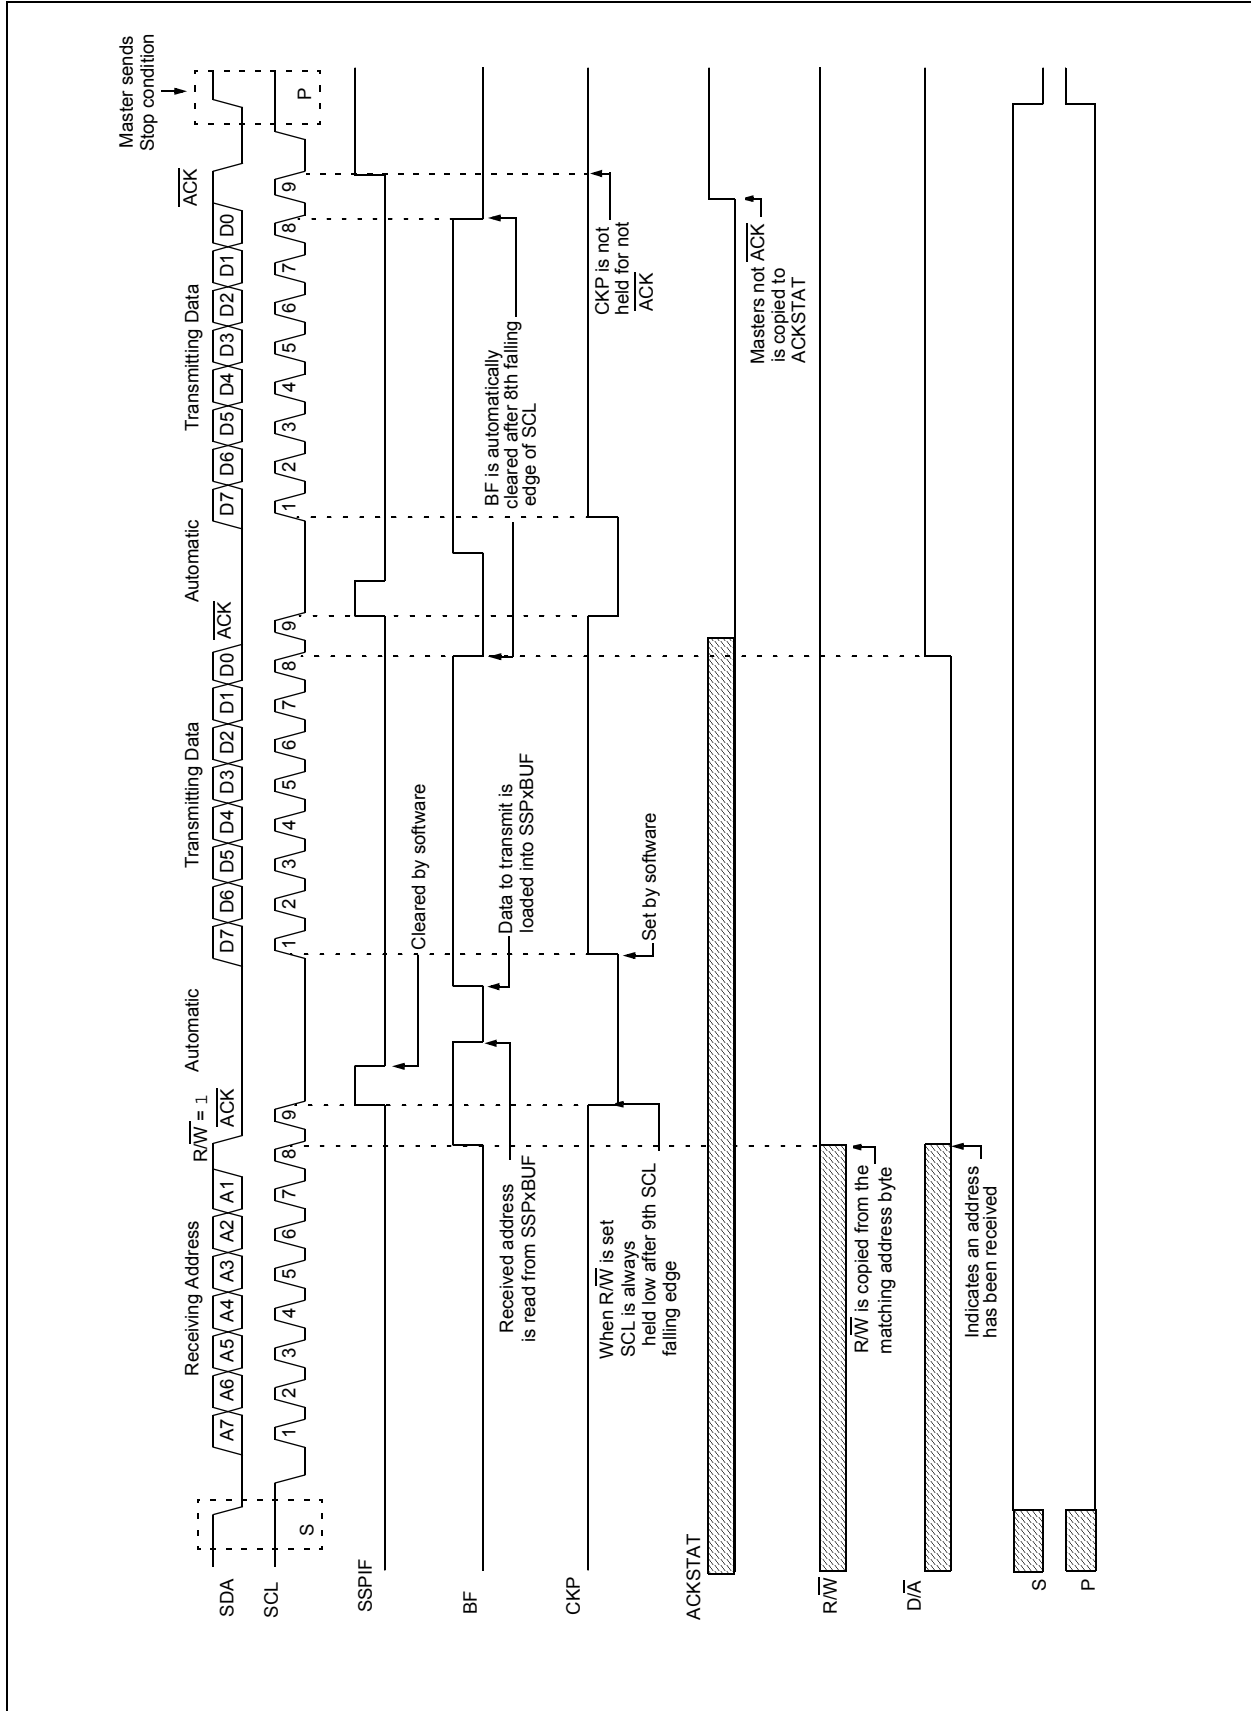 Master sends
Stop condition
Receiving Address
R/W = 1
Automatic
Transmitting Data
Automatic
Transmitting Data
ACK
ACK
ACK
SDA
A7 A6 A5 A4 A3 A2 A1
D7 D6 D5 D4 D3 D2 D1 D0
D7 D6 D5 D4 D3 D2 D1 D0
SCL
S
1 2 3 4 5 6 7 8 9
1 2 3 4 5 6 7 8 9
1 2 3 4 5 6 7 8 9
P
SSPIF
Cleared by software
BF
Received address
is read from SSPxBUF
Data to transmit is
loaded into SSPxBUF
BF is automatically
cleared after 8th falling
edge of SCL
CKP
When R/W is set
SCL is always
held low after 9th SCL
falling edge
Set by software
CKP is not
held for not
ACK
ACKSTAT
Masters not ACK
is copied to
ACKSTAT
R/W
R/W is copied from the
matching address byte
D/A
Indicates an address
has been received
S
P